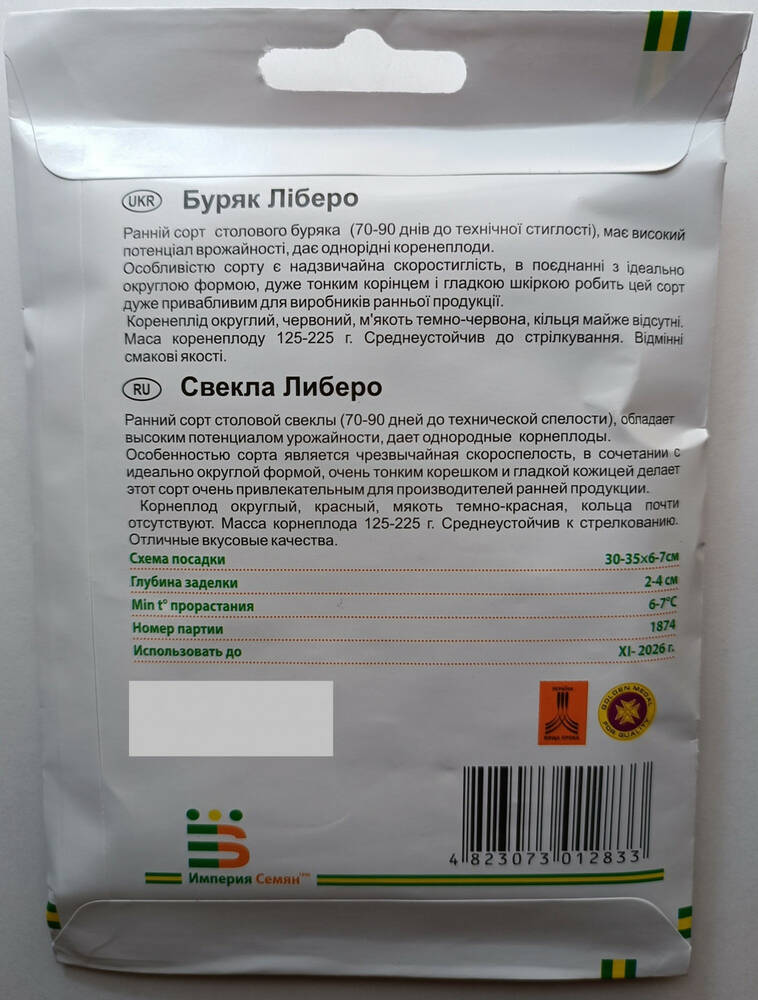 UKR Буряк Ліберо
Ранній сорт столового буряка (70-90 днів до технічної стиглості), має високий
потенціал врожайності, дає однорідні коренеплоди.
Особливістю сорту є надзвичайна скоростиглість, в поєднанні з ідеально
округлою формою, дуже тонким корінцем і гладкою шкіркою робить цей сорт
дуже привабливим для виробників ранньої продукції.
Коренеплід округлий, червоний, м'якоть темно-червона, кільця майже відсутні.
Маса коренеплоду 125-225 г. Среднеустойчив до стрілкування. Відмінні
смакові якості.
RU Свекла Либеро
Ранний сорт столовой свеклы (70-90 дней до технической спелости), обладает
высоким потенциалом урожайности, дает однородные корнеплоды.
Особенностью сорта является чрезвычайная скороспелость, в сочетании с
идеально округлой формой, очень тонким корешком и гладкой кожицей делает
этот сорт очень привлекательным для производителей ранней продукции.
Корнеплод округлый, красный, мякоть темно-красная, кольца почти
отсутствуют. Масса корнеплода 125-225 г. Среднеустойчив к стрелкованию.
Отличные вкусовые качества.
Схема посадки 30-35×6-7см
Глубина заделки 2-4 см
Min t° прорастания 6-7°C
Номер партии 1874
Использовать до XI- 2026 г.
УКРАЇНА
ВИЩА ПРОБА
GOLDEN MEDAL
FOR QUALITY
4 823073 012833
Империя Семян™